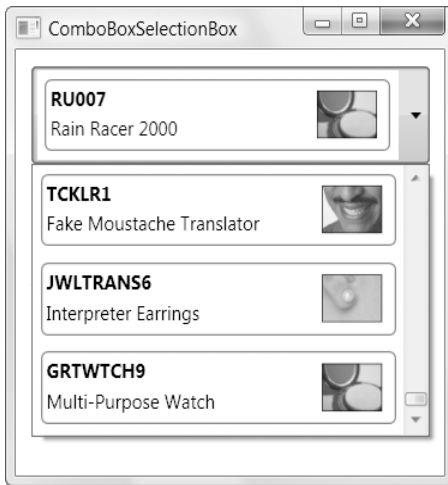 ComboBoxSelectionBox
RU007
Rain Racer 2000
TCKLR1
Fake Moustache Translator
JWLTRANS6
Interpreter Earrings
GRTWTCH9
Multi-Purpose Watch